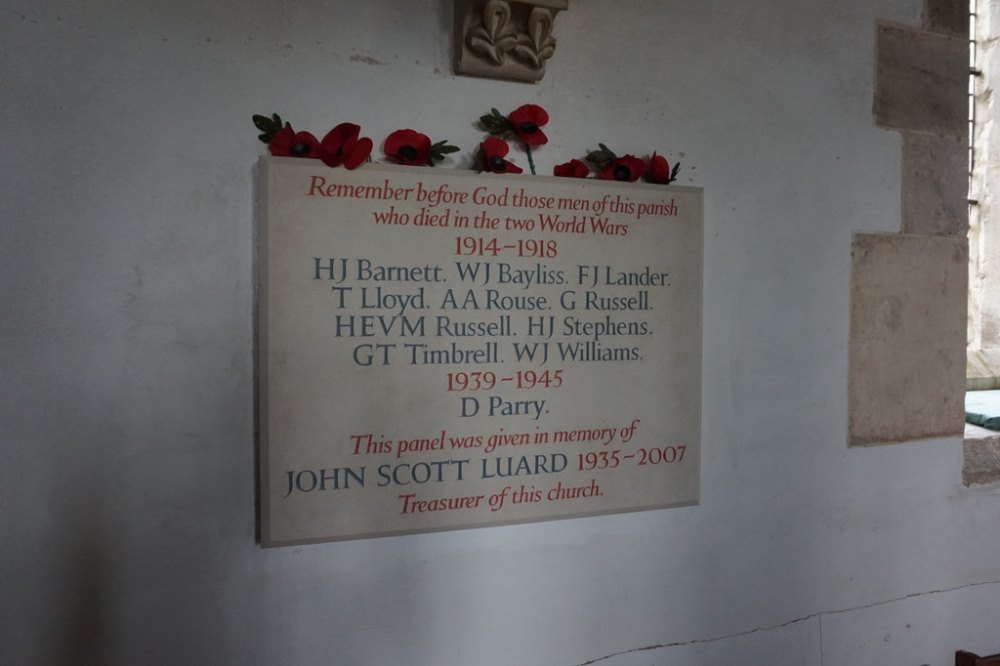 Remember before God those men of this parish
who died in the two World Wars
1914–1918
HJ Barnett. WJ Bayliss. FJ Lander.
T Lloyd. AA Rouse. G Russell.
HEVM Russell. HJ Stephens.
GT Timbrell. WJ Williams.
1939–1945
D Parry.
This panel was given in memory of
JOHN SCOTT LUARD 1935–2007
Treasurer of this church.